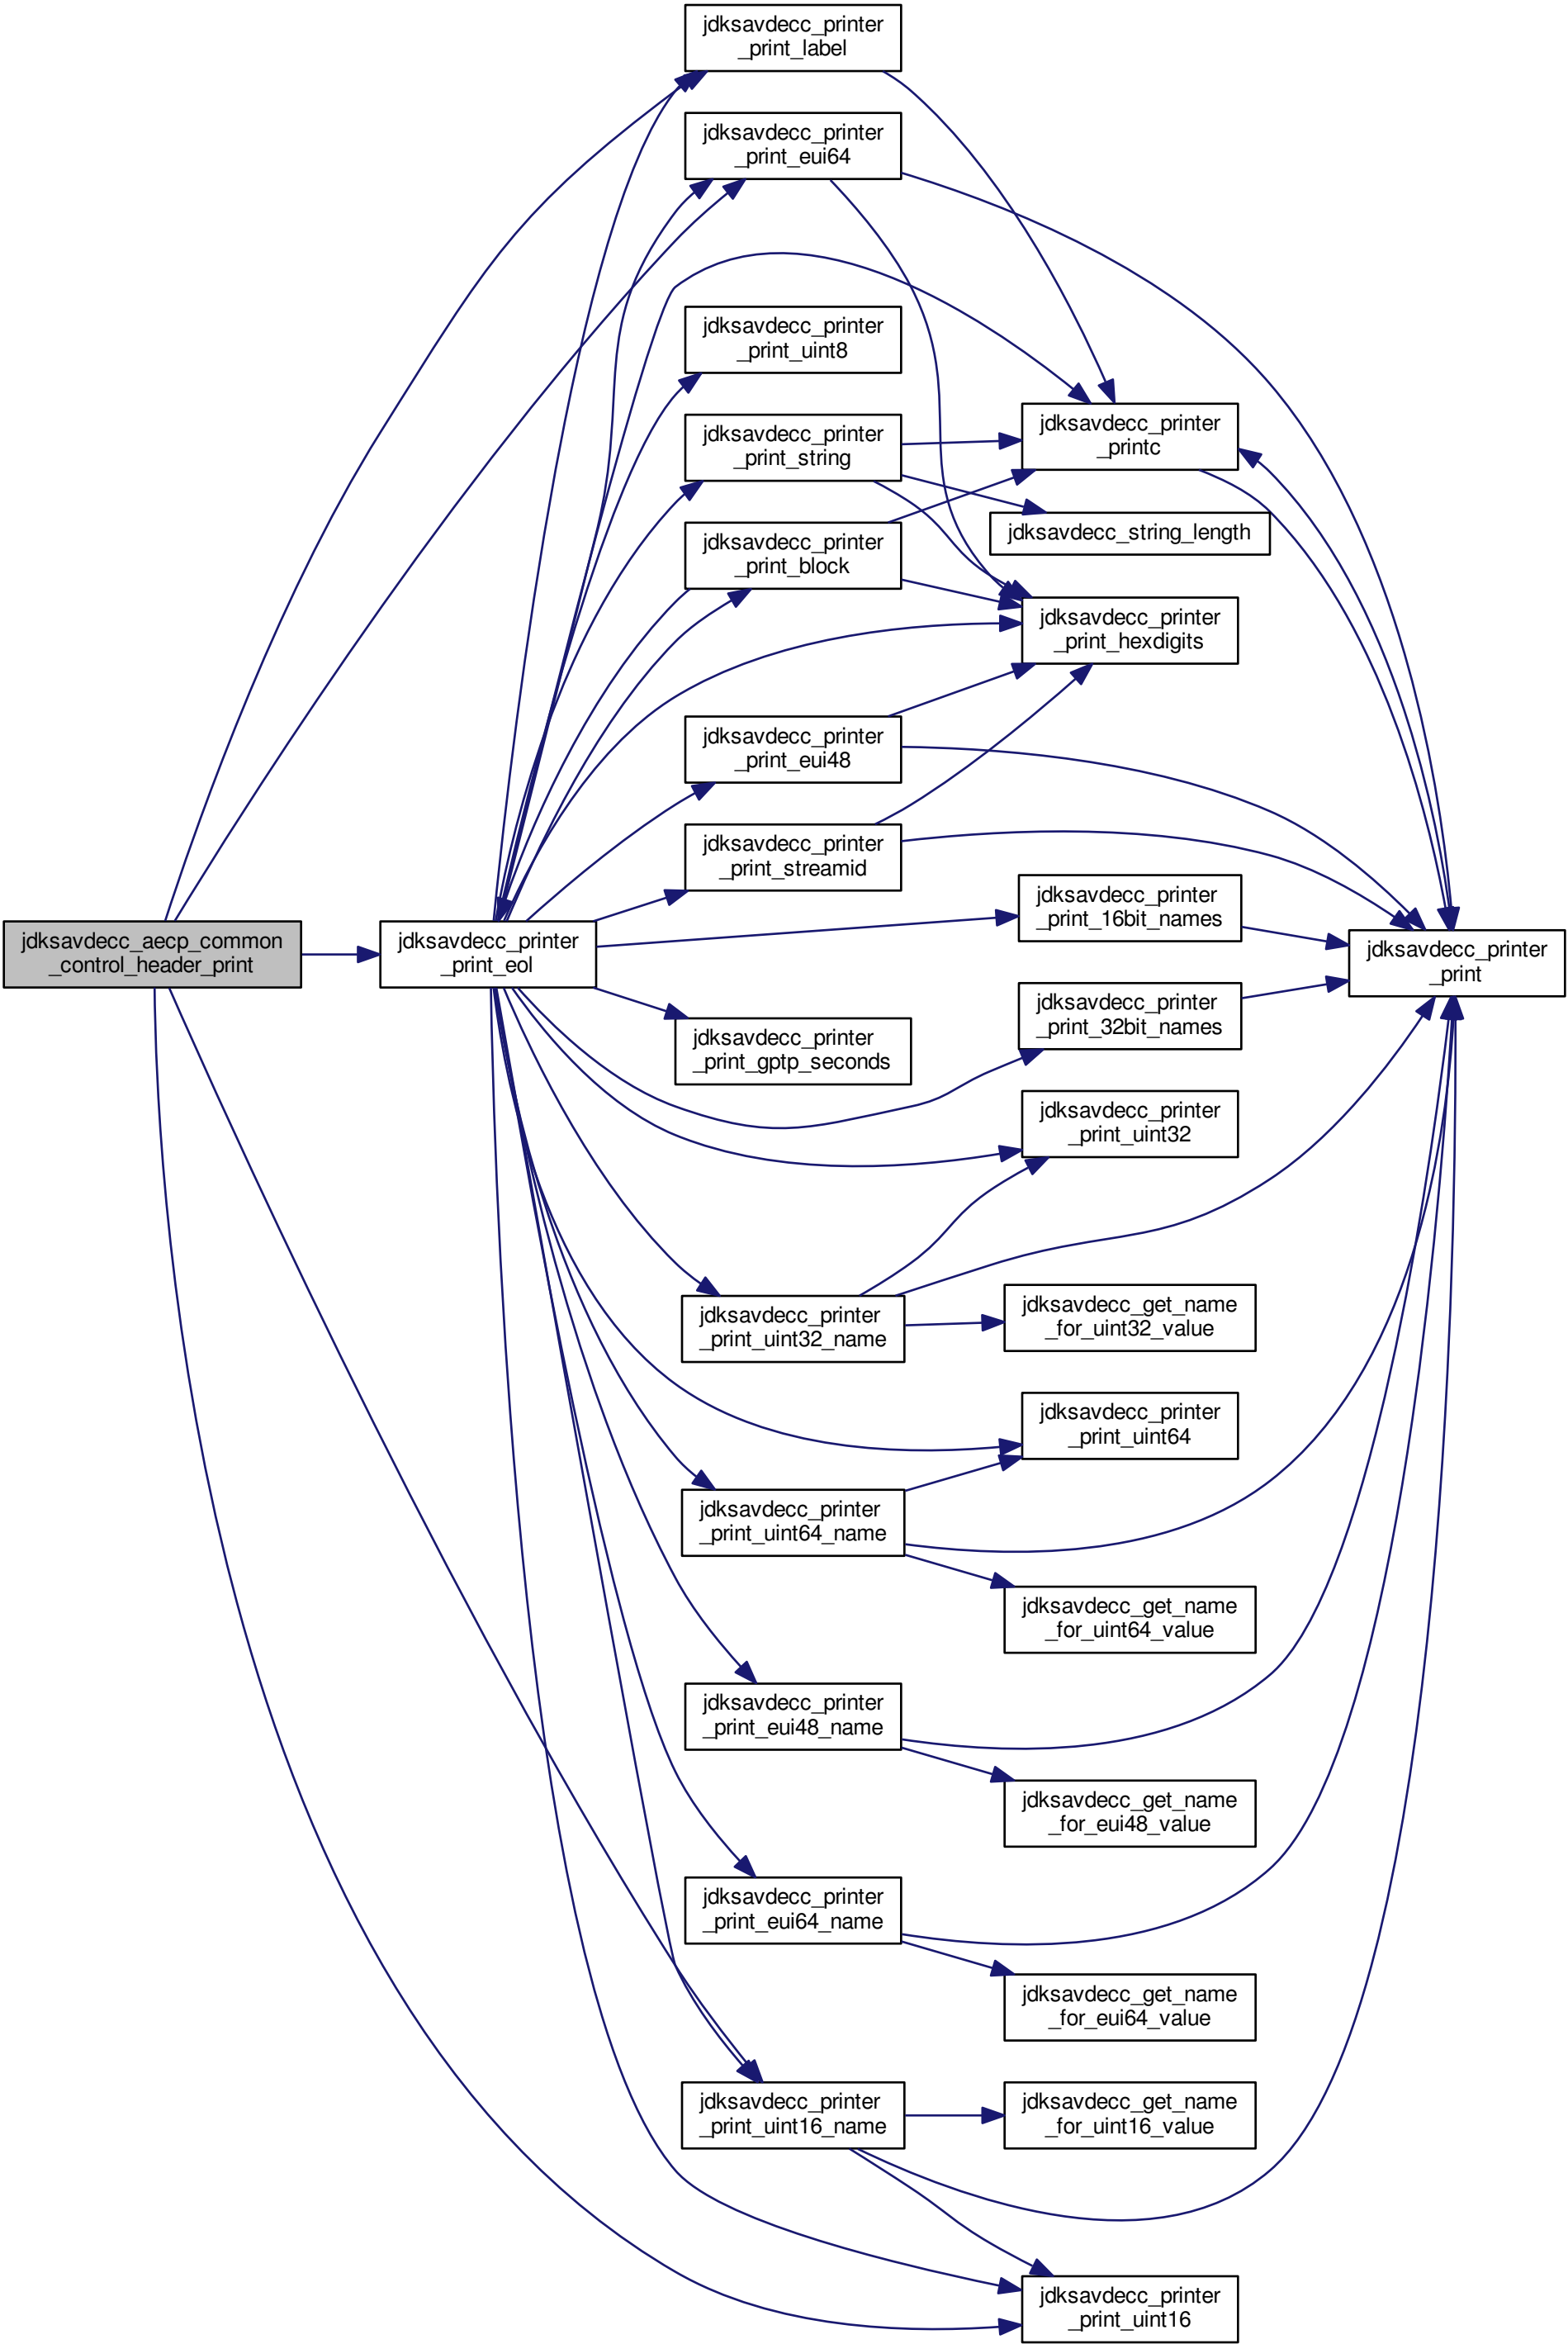 jdksavdecc_printer
_print_label
jdksavdecc_printer
_print_eui64
jdksavdecc_printer
_print_uint8
jdksavdecc_printer
_print_string
jdksavdecc_printer
_printc
jdksavdecc_string_length
jdksavdecc_printer
_print_block
jdksavdecc_printer
_print_hexdigits
jdksavdecc_printer
_print_eui48
jdksavdecc_printer
_print_streamid
jdksavdecc_printer
_print_16bit_names
jdksavdecc_aecp_common
_control_header_print
jdksavdecc_printer
_print_eol
jdksavdecc_printer
_print
jdksavdecc_printer
_print_32bit_names
jdksavdecc_printer
_print_gptp_seconds
jdksavdecc_printer
_print_uint32
jdksavdecc_printer
_print_uint32_name
jdksavdecc_get_name
_for_uint32_value
jdksavdecc_printer
_print_uint64
jdksavdecc_printer
_print_uint64_name
jdksavdecc_get_name
_for_uint64_value
jdksavdecc_printer
_print_eui48_name
jdksavdecc_get_name
_for_eui48_value
jdksavdecc_printer
_print_eui64_name
jdksavdecc_get_name
_for_eui64_value
jdksavdecc_printer
_print_uint16_name
jdksavdecc_get_name
_for_uint16_value
jdksavdecc_printer
_print_uint16